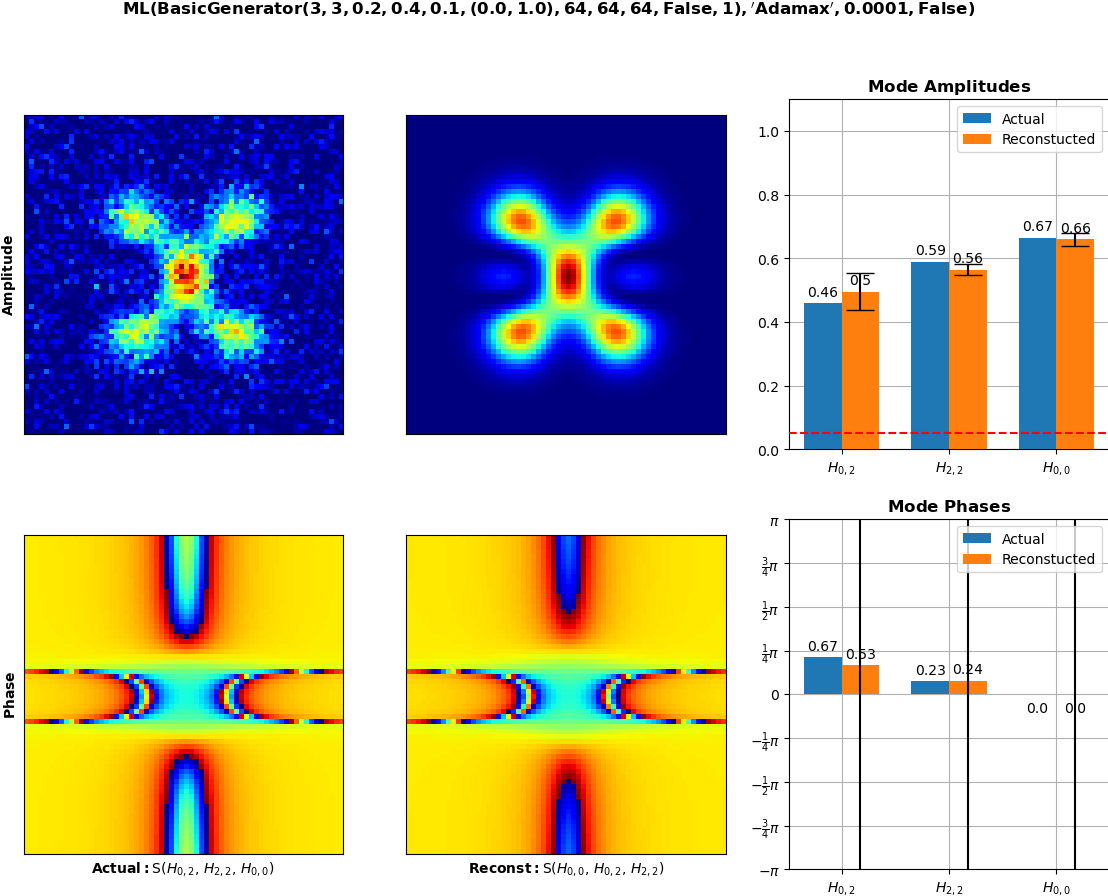 ML(BasicGenerator(3, 3, 0.2, 0.4, 0.1, (0.0, 1.0), 64, 64, 64, False, 1), ′Adamax′, 0.0001, False)
Amplitude
Mode Amplitudes
Actual
Reconstucted
1.0
0.8
0.6
0.4
0.2
0.0
0.46
0.5
0.59
0.56
0.67
0.66
H0,2
H2,2
H0,0
Phase
Actual: S(H0,2, H2,2, H0,0)
Reconst: S(H0,0, H0,2, H2,2)
Mode Phases
Actual
Reconstucted
π
3/4π
1/2π
1/4π
0
−1/4π
−1/2π
−3/4π
−π
0.67
0.53
0.23
0.24
0.0
0.0
H0,2
H2,2
H0,0